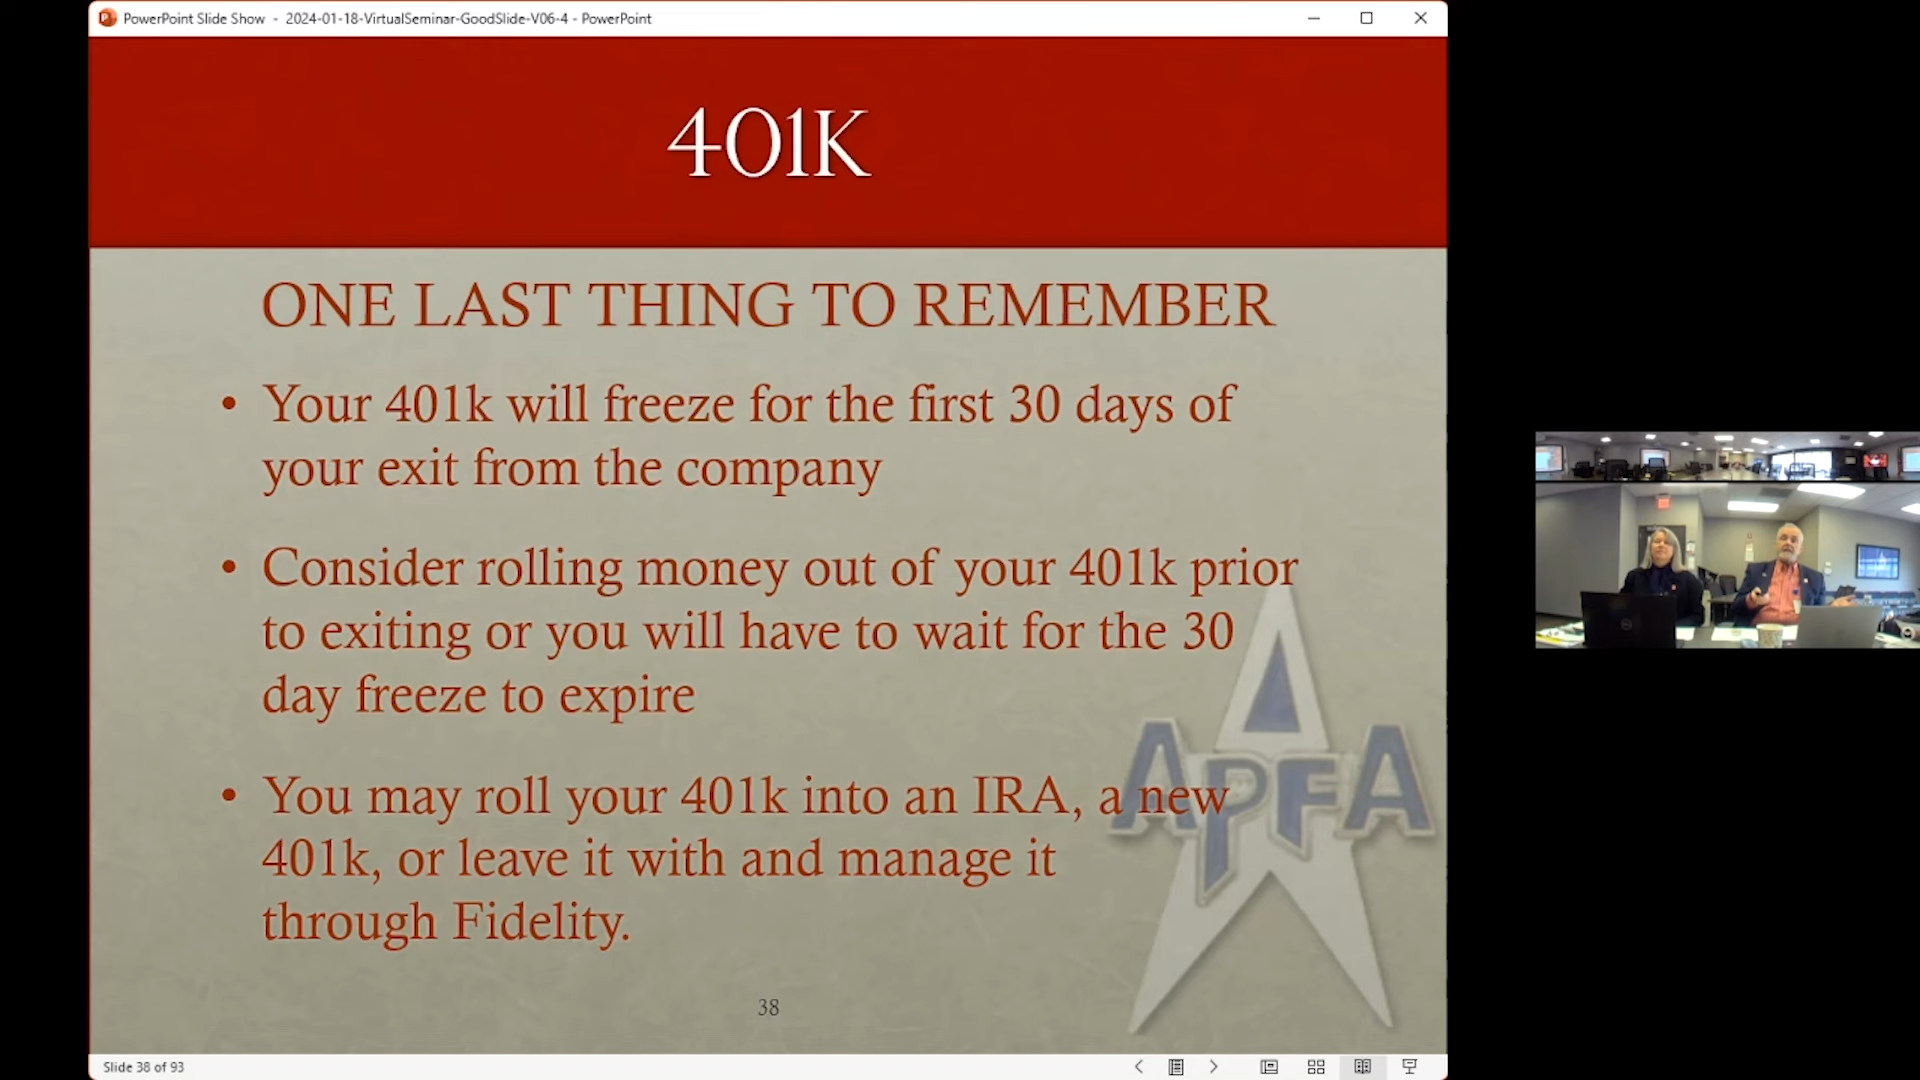 PowerPoint Slide Show - 2024-01-18-VirtualSeminar-GoodSlide-V06-4 - PowerPoint
401K
ONE LAST THING TO REMEMBER
• Your 401k will freeze for the first 30 days of
your exit from the company
• Consider rolling money out of your 401k prior
to exiting or you will have to wait for the 30
day freeze to expire
• You may roll your 401k into an IRA, a new
401k, or leave it with and manage it
through Fidelity.
APFA
38
Slide 38 of 93